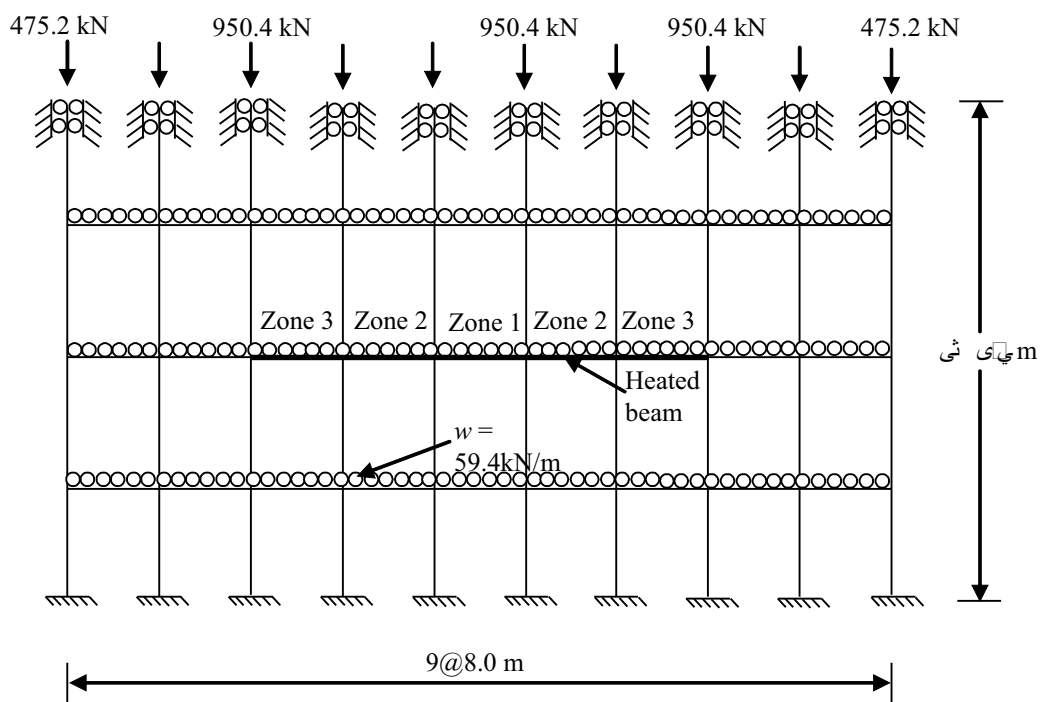 475.2 kN 950.4 kN 950.4 kN 950.4 kN 475.2 kN
Zone 3 Zone 2 Zone 1 Zone 2 Zone 3
m
Heated
beam
w =
59.4kN/m
9@8.0 m